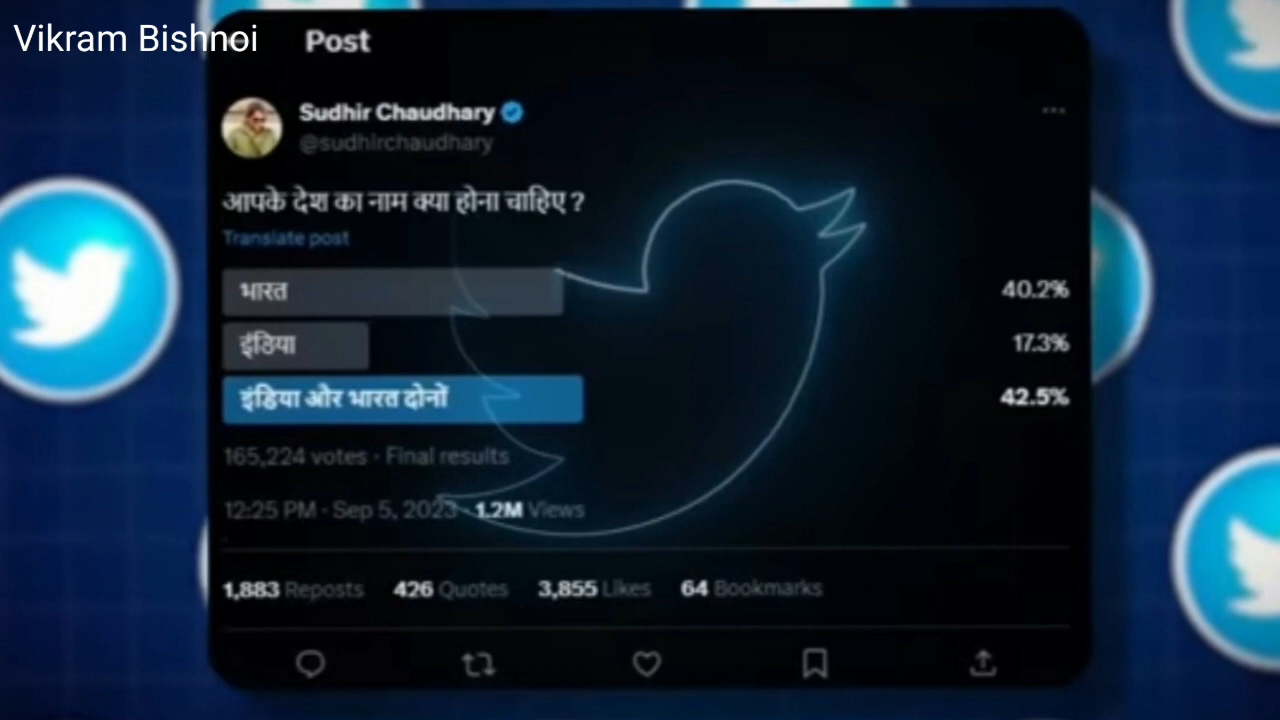 Vikram Bishnoi
Post
Sudhir Chaudhary
@sudhirchaudhary
आपके देश का नाम क्या होना चाहिए ?
Translate post
भारत 40.2%
इंडिया 17.3%
इंडिया और भारत दोनों 42.5%
165,224 votes · Final results
12:25 PM · Sep 5, 2023 · 1.2M Views
1,883 Reposts 426 Quotes 3,855 Likes 64 Bookmarks